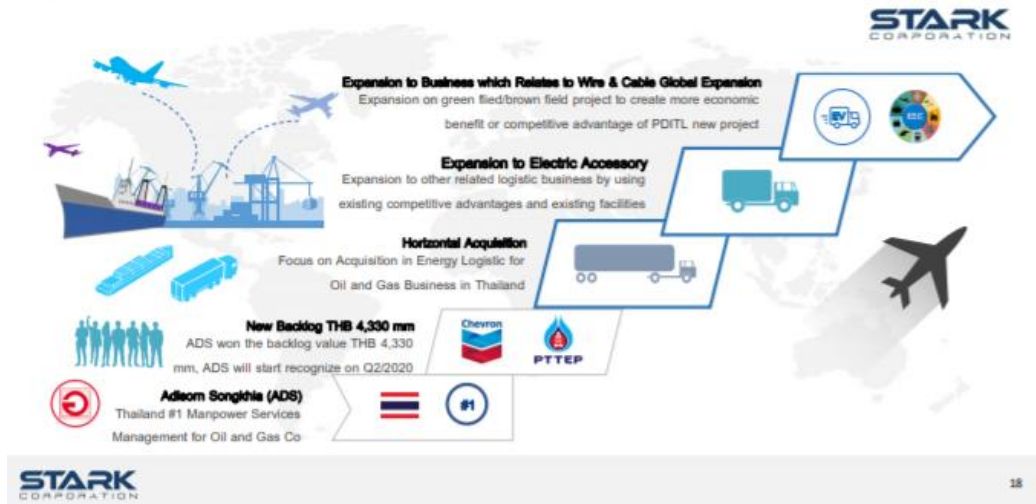 STARK
CORPORATION
Expansion to Business which Relates to Wire & Cable Global Expansion
Expansion on green flied/brown field project to create more economic
benefit or competitive advantage of PDITL new project
EV
Expansion to Electric Accessory
Expansion to other related logistic business by using
existing competitive advantages and existing facilities
Horizontal Acquisition
Focus on Acquisition in Energy Logistic for
Oil and Gas Business in Thailand
New Backlog THB 4,330 mm
ADS won the backlog value THB 4,330
mm, ADS will start recognize on Q2/2020
Chevron
PTTEP
Adisorn Songkhla (ADS)
Thailand #1 Manpower Services
Management for Oil and Gas Co
#1
STARK
CORPORATION
18